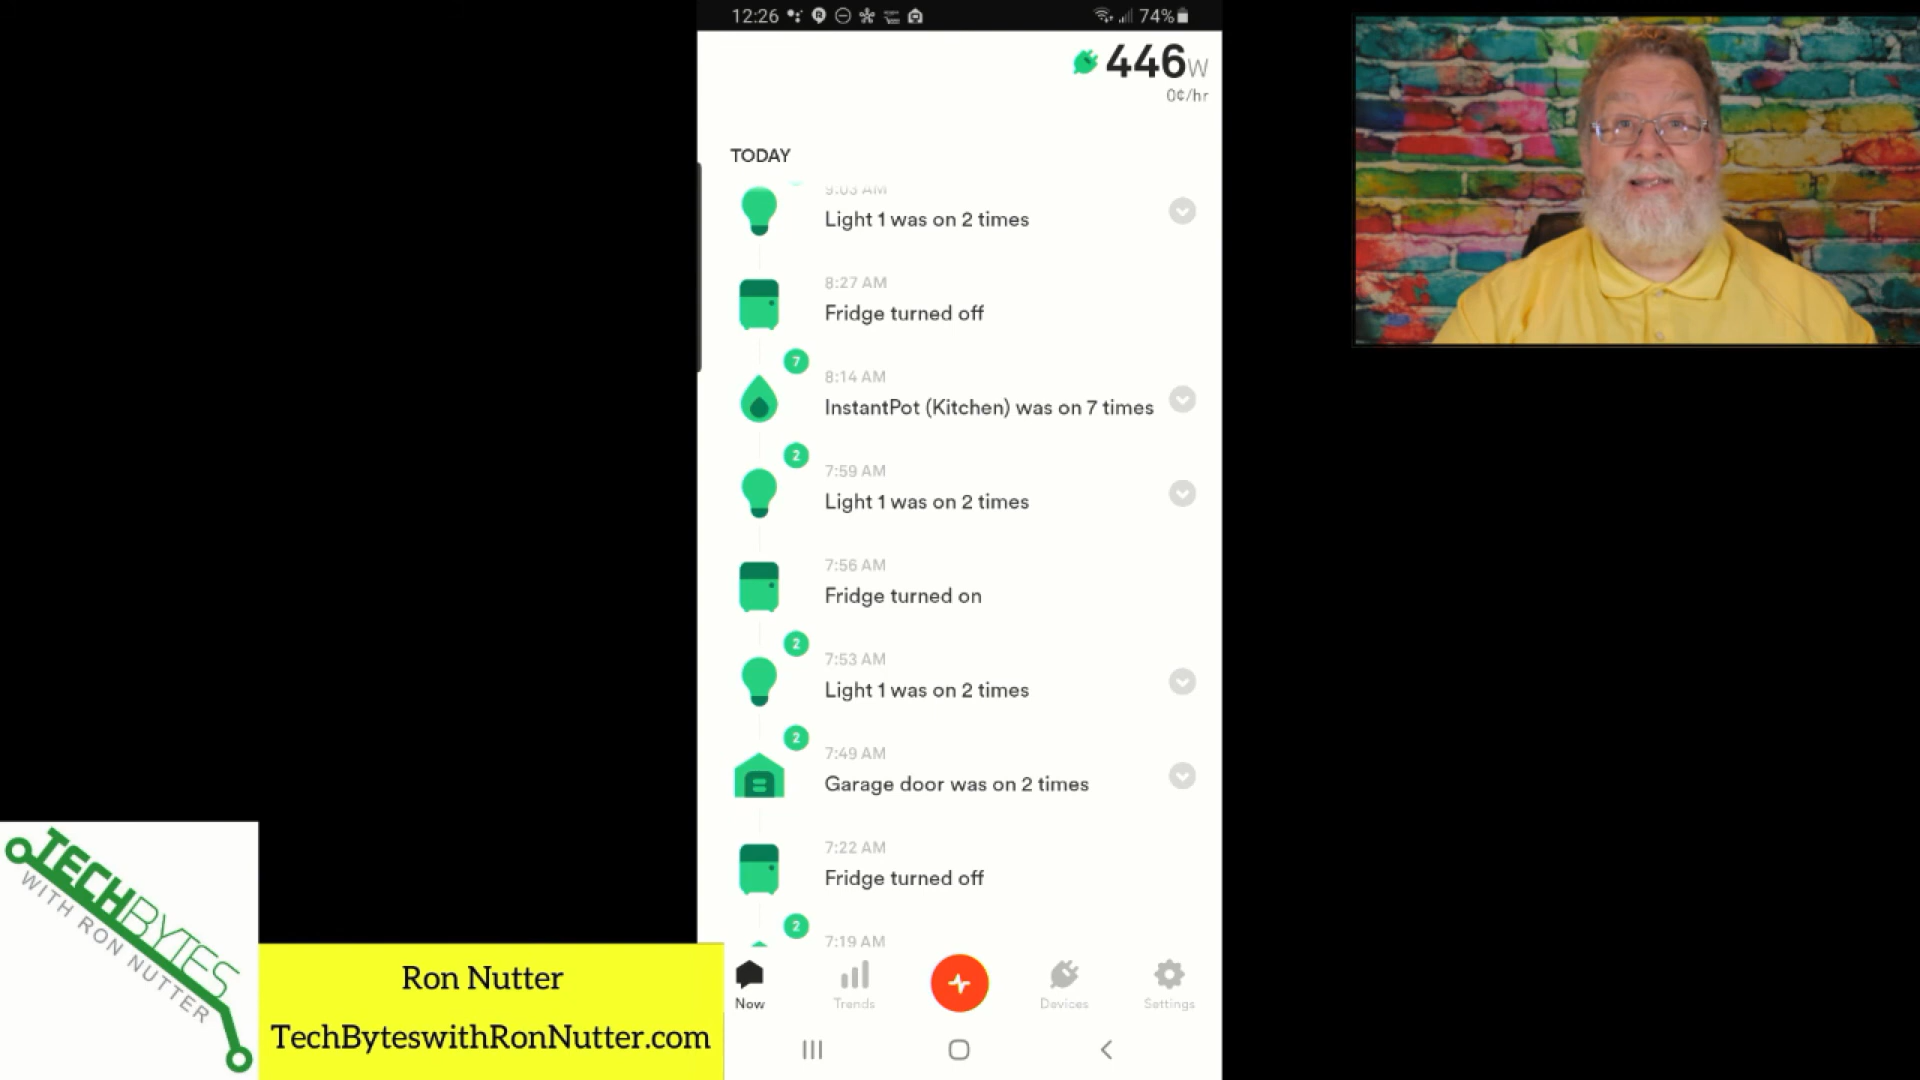 12:26
74%
446W
0¢/hr
TODAY
9:03 AM
Light 1 was on 2 times
8:27 AM
Fridge turned off
7
8:14 AM
InstantPot (Kitchen) was on 7 times
2
7:59 AM
Light 1 was on 2 times
7:56 AM
Fridge turned on
2
7:53 AM
Light 1 was on 2 times
2
7:49 AM
Garage door was on 2 times
7:22 AM
Fridge turned off
2
7:19 AM
Now
Trends
Devices
Settings
TECHBYTES
WITH RON NUTTER
Ron Nutter
TechByteswithRonNutter.com